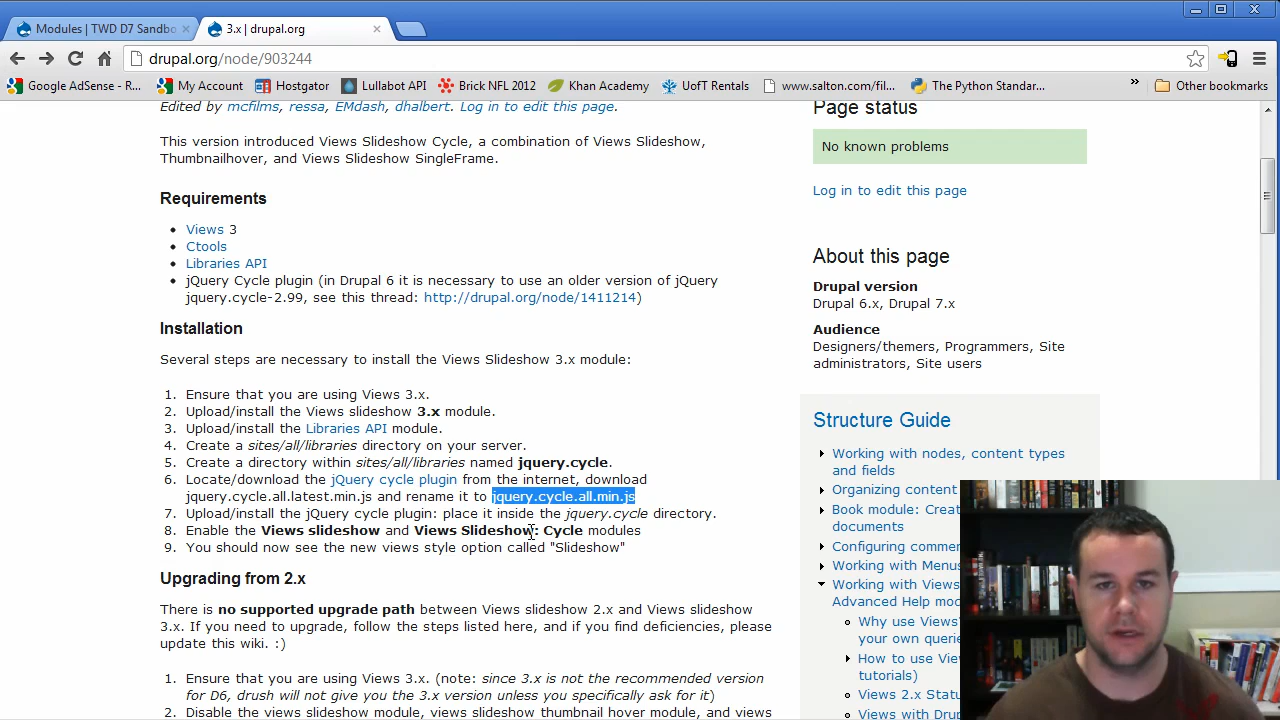 Modules | TWD D7 Sandbo
3.x | drupal.org
drupal.org/node/903244
Google AdSense - R...
My Account
Hostgator
Lullabot API
Brick NFL 2012
Khan Academy
UofT Rentals
www.salton.com/fil...
The Python Standar...
Other bookmarks
Edited by mcfilms, ressa, EMdash, dhalbert. Log in to edit this page.
This version introduced Views Slideshow Cycle, a combination of Views Slideshow,
Thumbnailhover, and Views Slideshow SingleFrame.
Requirements
Views 3
Ctools
Libraries API
jQuery Cycle plugin (in Drupal 6 it is necessary to use an older version of jQuery
jquery.cycle-2.99, see this thread: http://drupal.org/node/1411214)
Installation
Several steps are necessary to install the Views Slideshow 3.x module:
1. Ensure that you are using Views 3.x.
2. Upload/install the Views slideshow 3.x module.
3. Upload/install the Libraries API module.
4. Create a sites/all/libraries directory on your server.
5. Create a directory within sites/all/libraries named jquery.cycle.
6. Locate/download the jQuery cycle plugin from the internet, download
jquery.cycle.all.latest.min.js and rename it to jquery.cycle.all.min.js
7. Upload/install the jQuery cycle plugin: place it inside the jquery.cycle directory.
8. Enable the Views slideshow and Views Slideshow: Cycle modules
9. You should now see the new views style option called "Slideshow"
Upgrading from 2.x
There is no supported upgrade path between Views slideshow 2.x and Views slideshow
3.x. If you need to upgrade, follow the steps listed here, and if you find deficiencies, please
update this wiki. :)
1. Ensure that you are using Views 3.x. (note: since 3.x is not the recommended version
for D6, drush will not give you the 3.x version unless you specifically ask for it)
2. Disable the views slideshow module, views slideshow thumbnail hover module, and views
Page status
No known problems
Log in to edit this page
About this page
Drupal version
Drupal 6.x, Drupal 7.x
Audience
Designers/themers, Programmers, Site
administrators, Site users
Structure Guide
Working with nodes, content types
and fields
Organizing content
Book module: Creat
documents
Configuring comme
Working with Menus
Working with Views
Advanced Help mo
Why use Views?
your own querie
How to use Vie
tutorials)
Views 2.x Statu
Views with Drup